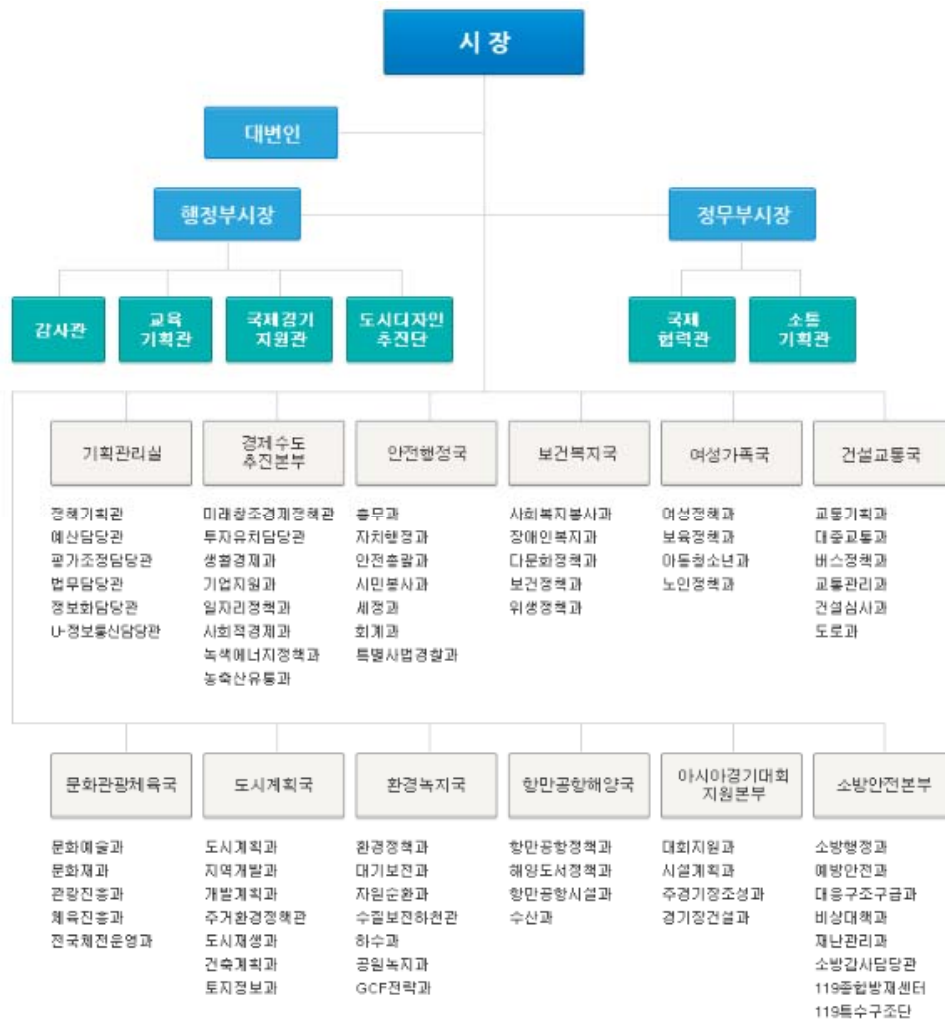 시 장
대변인
행정부시장
정무부시장
감사관
교육
기획관
국제경기
지원관
도시디자인
추진단
국제
협력관
소통
기획관
기획관리실
정책기획관
예산담당관
평가조정담당관
법무담당관
정보화담당관
U-정보통신담당관
경제수도
추진본부
미래창조경제정책관
투자유치담당관
생활경제과
기업지원과
일자리정책과
사회적경제과
녹색에너지정책과
농축산유통과
안전행정국
총무과
자치행정과
안전총괄과
시민봉사과
세정과
회계과
특별사법경찰과
보건복지국
사회복지봉사과
장애인복지과
다문화정책과
보건정책과
위생정책과
여성가족국
여성정책과
보육정책과
아동청소년과
노인정책과
건설교통국
교통기획과
대중교통과
버스정책과
교통관리과
건설심사과
도로과
문화관광체육국
문화예술과
문화재과
관광진흥과
체육진흥과
전국체전운영과
도시계획국
도시계획과
지역개발과
개발계획과
주거환경정책관
도시재생과
건축계획과
토지정보과
환경녹지국
환경정책과
대기보전과
자원순환과
수질보전하천관
하수과
공원녹지과
GCF전략과
항만공항해양국
항만공항정책과
해양도서정책과
항만공항시설과
수산과
아시아경기대회
지원본부
대회지원과
시설계획과
주경기장조성과
경기장건설과
소방안전본부
소방행정과
예방안전과
대응구조구급과
비상대책과
재난관리과
소방감사담당관
119종합방재센터
119특수구조단